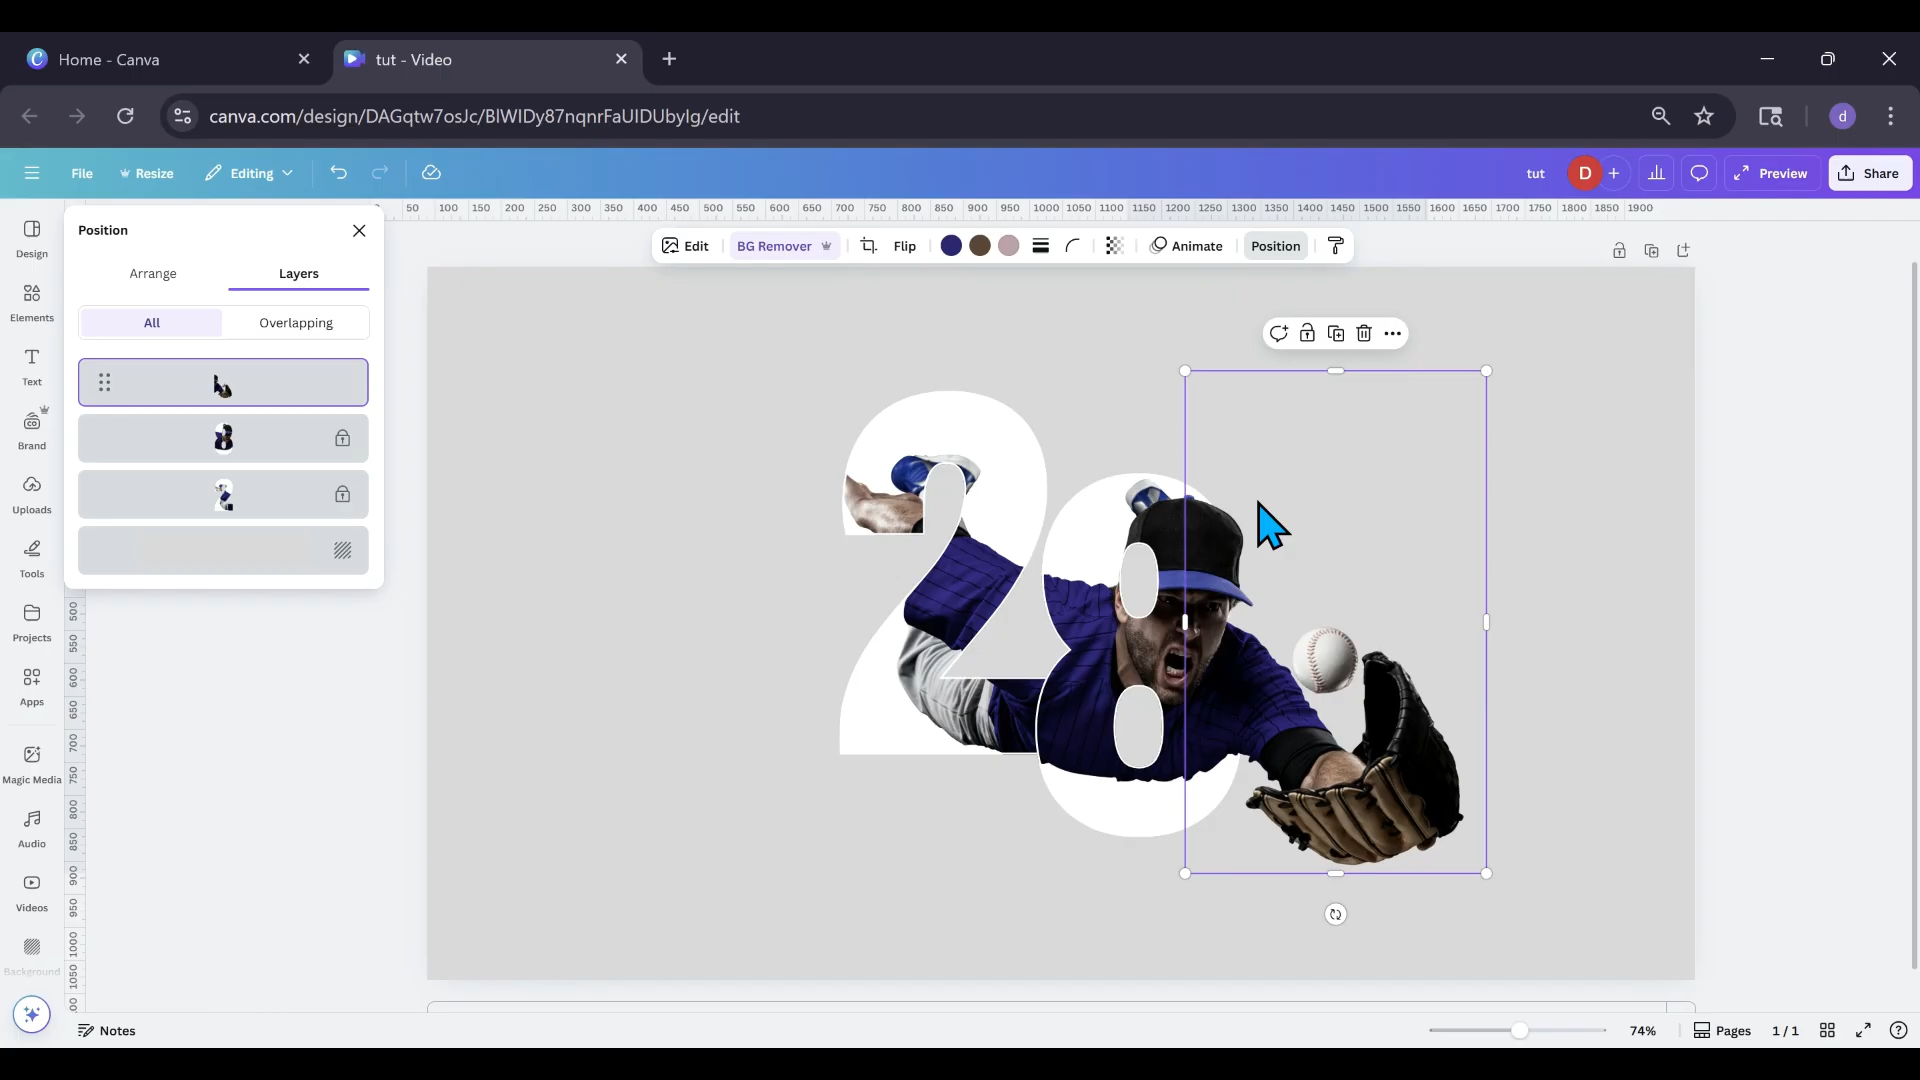 Home - Canva
tut - Video
canva.com/design/DAGqtw7osJc/BlWIDy87nqnrFaUIDUbylg/edit
File
Resize
Editing
tut
D
Preview
Share
50 100 150 200 250 300 350 400 450 500 550 600 650 700 750 800 850 900 950 1000 1050 1100 1150 1200 1250 1300 1350 1400 1450 1500 1550 1600 1650 1700 1750 1800 1850 1900
Position
Arrange
Layers
All
Overlapping
Edit
BG Remover
Flip
Animate
Position
Design
Elements
Text
Brand
Uploads
Tools
Projects
Apps
Magic Media
Audio
Videos
Background
500
550
600
650
700
750
800
850
900
950
1000
1050
28
Notes
74%
Pages
1 / 1